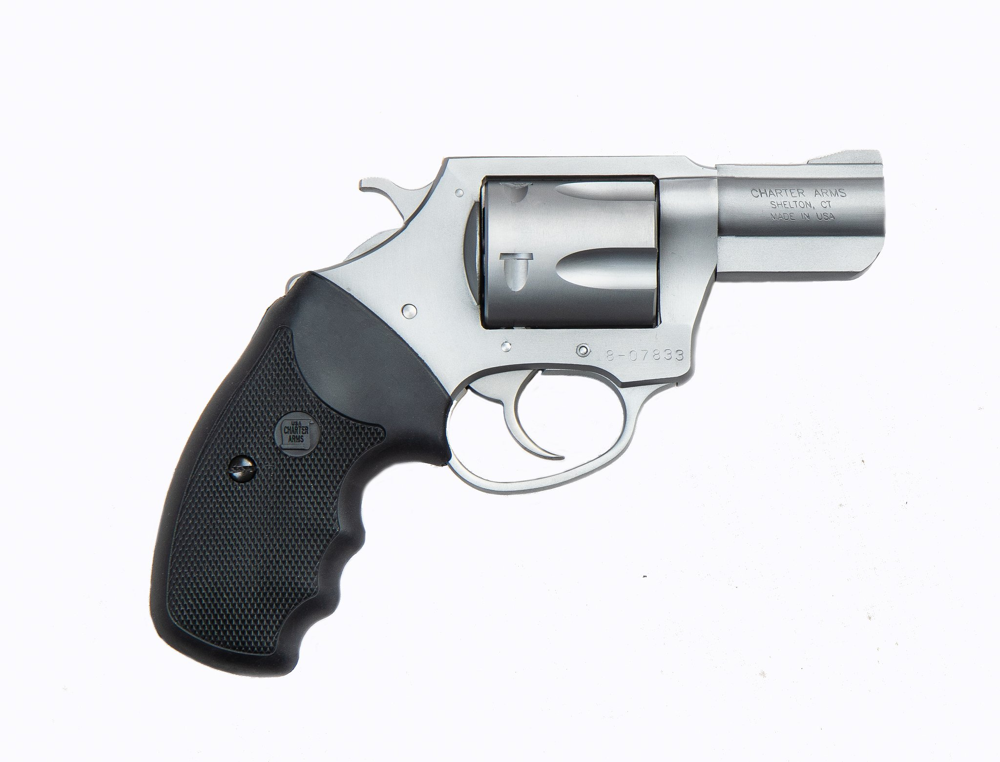 CHARTER ARMS
SHELTON, CT
MADE IN USA
18-07833
USA
CHARTER
ARMS